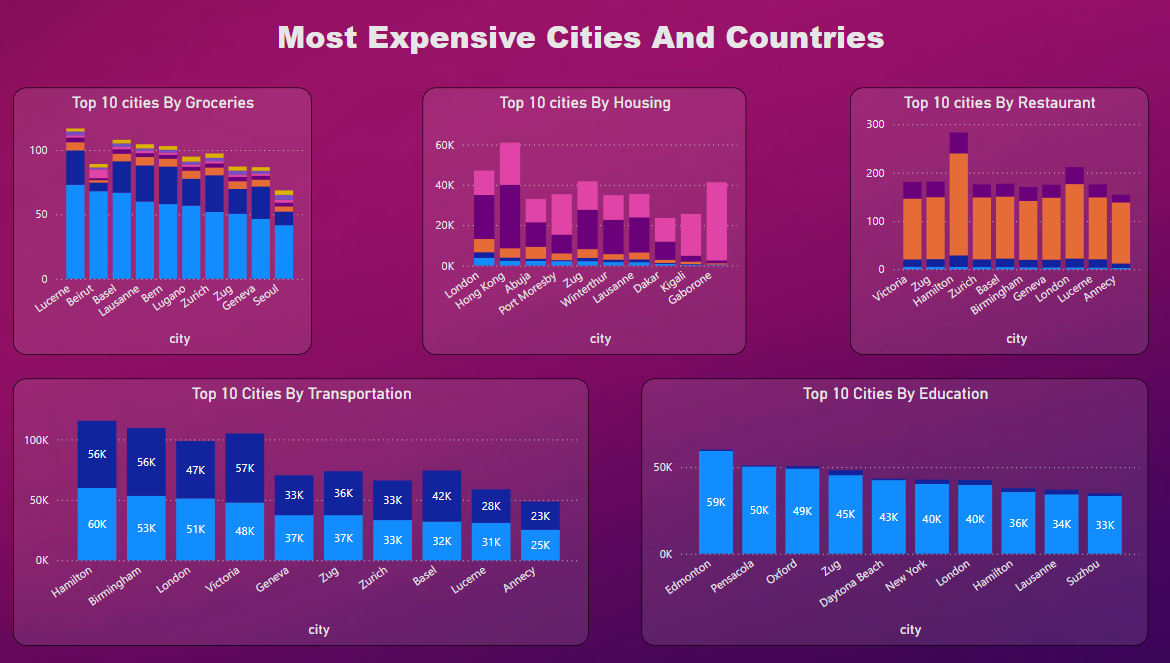 Most Expensive Cities And Countries
Top 10 cities By Groceries
100
50
0
Lucerne
Beirut
Basel
Lausanne
Bern
Lugano
Zurich
Zug
Geneva
Seoul
city
Top 10 cities By Housing
60K
40K
20K
0K
London
Hong Kong
Abuja
Port Moresby
Zug
Winterthur
Lausanne
Dakar
Kigali
Gaborone
city
Top 10 cities By Restaurant
300
200
100
0
Victoria
Zug
Hamilton
Zurich
Basel
Birmingham
Geneva
London
Lucerne
Annecy
city
Top 10 Cities By Transportation
100K
50K
0K
56K
56K
47K
57K
33K
36K
33K
42K
28K
23K
60K
53K
51K
48K
37K
37K
33K
32K
31K
25K
Hamilton
Birmingham
London
Victoria
Geneva
Zug
Zurich
Basel
Lucerne
Annecy
city
Top 10 Cities By Education
50K
0K
59K
50K
49K
45K
43K
40K
40K
36K
34K
33K
Edmonton
Pensacola
Oxford
Zug
Daytona Beach
New York
London
Hamilton
Lausanne
Suzhou
city